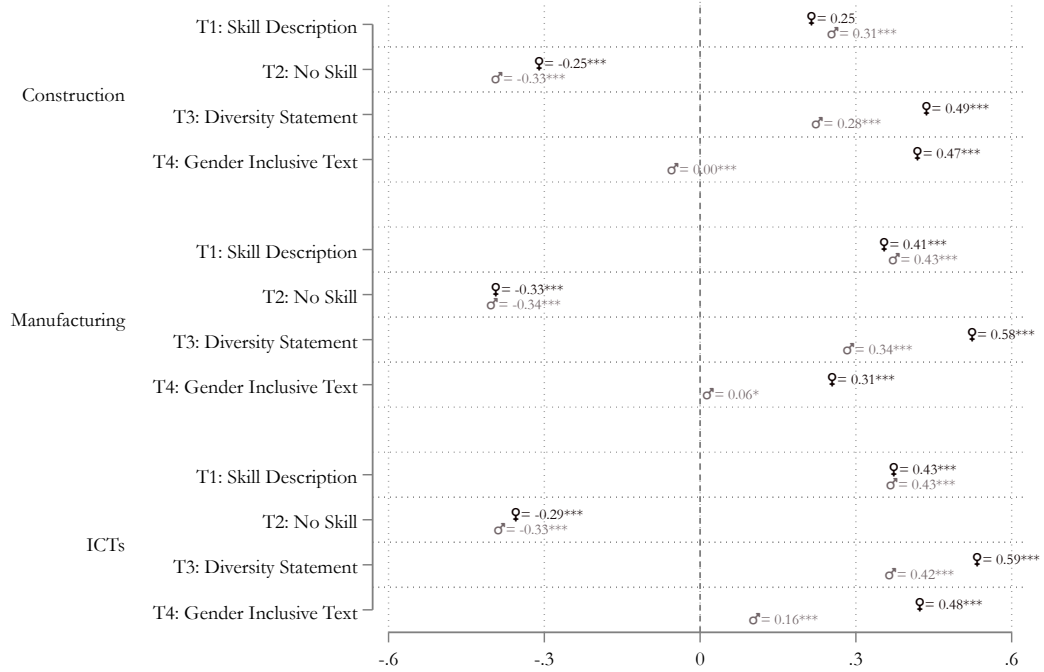 T1: Skill Description
♀= 0.25
♂= 0.31***
T2: No Skill
♀= -0.25***
♂= -0.33***
Construction
T3: Diversity Statement
♀= 0.49***
♂= 0.28***
T4: Gender Inclusive Text
♀= 0.47***
♂= 0.00***
T1: Skill Description
♀= 0.41***
♂= 0.43***
T2: No Skill
♀= -0.33***
♂= -0.34***
Manufacturing
T3: Diversity Statement
♀= 0.58***
♂= 0.34***
T4: Gender Inclusive Text
♀= 0.31***
♂= 0.06*
T1: Skill Description
♀= 0.43***
♂= 0.43***
T2: No Skill
♀= -0.29***
♂= -0.33***
ICTs
T3: Diversity Statement
♀= 0.59***
♂= 0.42***
T4: Gender Inclusive Text
♀= 0.48***
♂= 0.16***
-.6 -.3 0 .3 .6